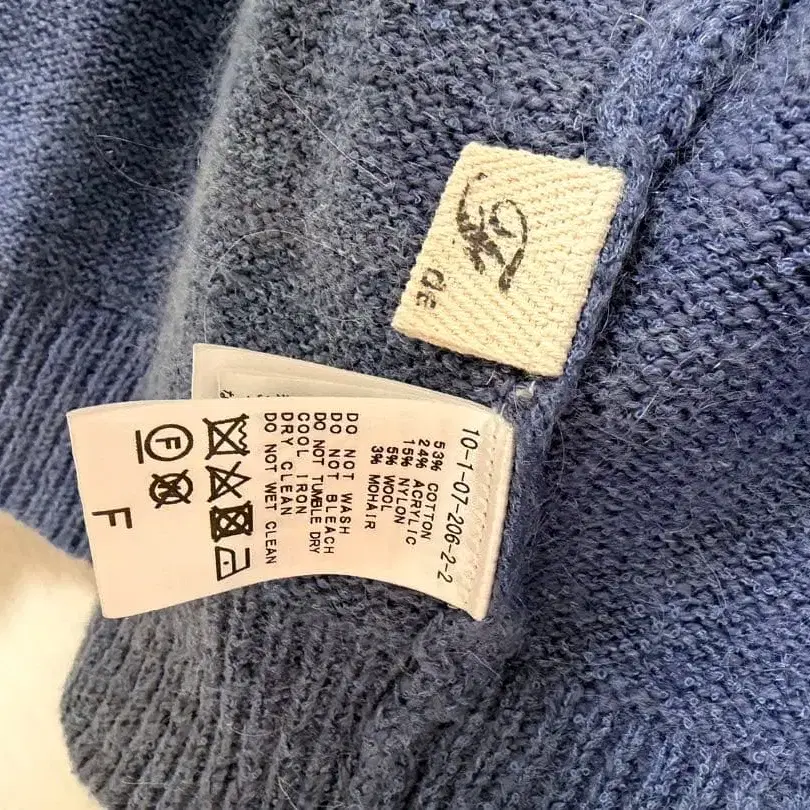 10-1-07-206-2-2
53% COTTON
24% ACRYLIC
15% NYLON
5% WOOL
3% MOHAIR
DO NOT WASH
DO NOT BLEACH
DO NOT TUMBLE DRY
COOL IRON
DRY CLEAN
DO NOT WET CLEAN
F
F